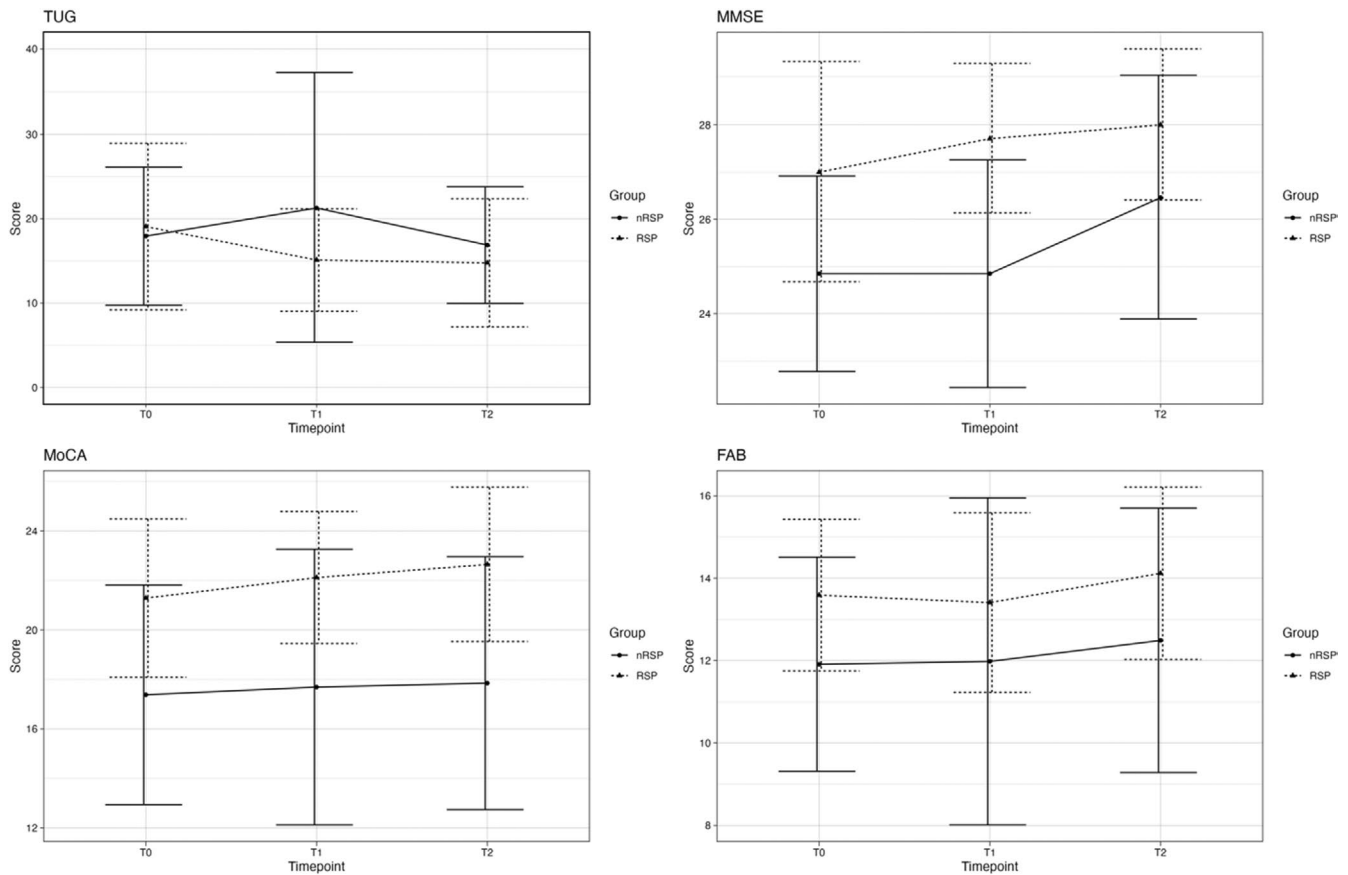 TUG
40
30
20
10
0
Score
T0 T1 T2
Timepoint
Group
nRSP
RSP
MMSE
28
26
24
Score
T0 T1 T2
Timepoint
Group
nRSP
RSP
MoCA
24
20
16
12
Score
T0 T1 T2
Timepoint
Group
nRSP
RSP
FAB
16
14
12
10
8
Score
T0 T1 T2
Timepoint
Group
nRSP
RSP